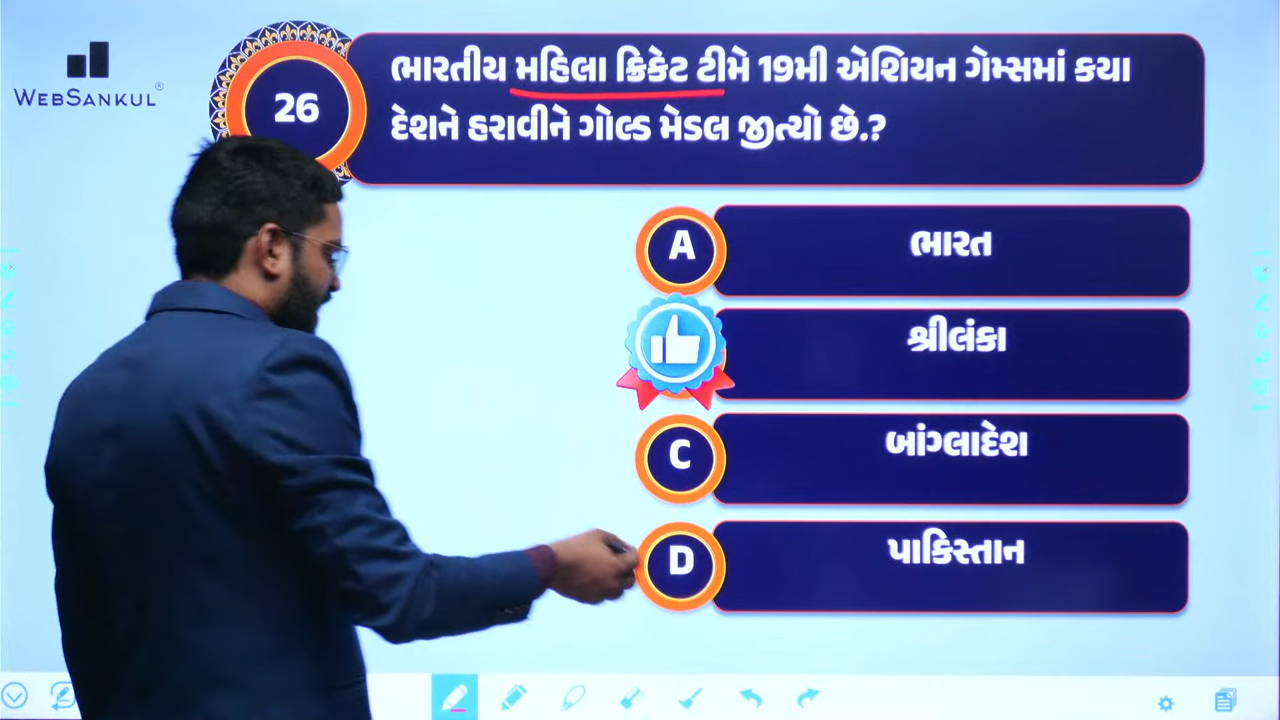 WEBSANKUL®
26
ભારતીય મહિલા ક્રિકેટ ટીમે 19મી એશિયન ગેમ્સમાં કયા
દેશને હરાવીને ગોલ્ડ મેડલ જીત્યો છે.?
A
ભારત
શ્રીલંકા
C
બાંગ્લાદેશ
D
પાકિસ્તાન